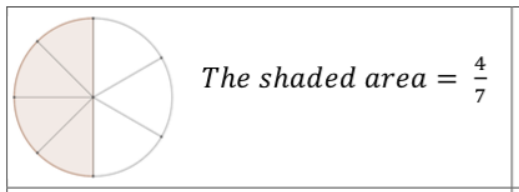 The shaded area = 4/7